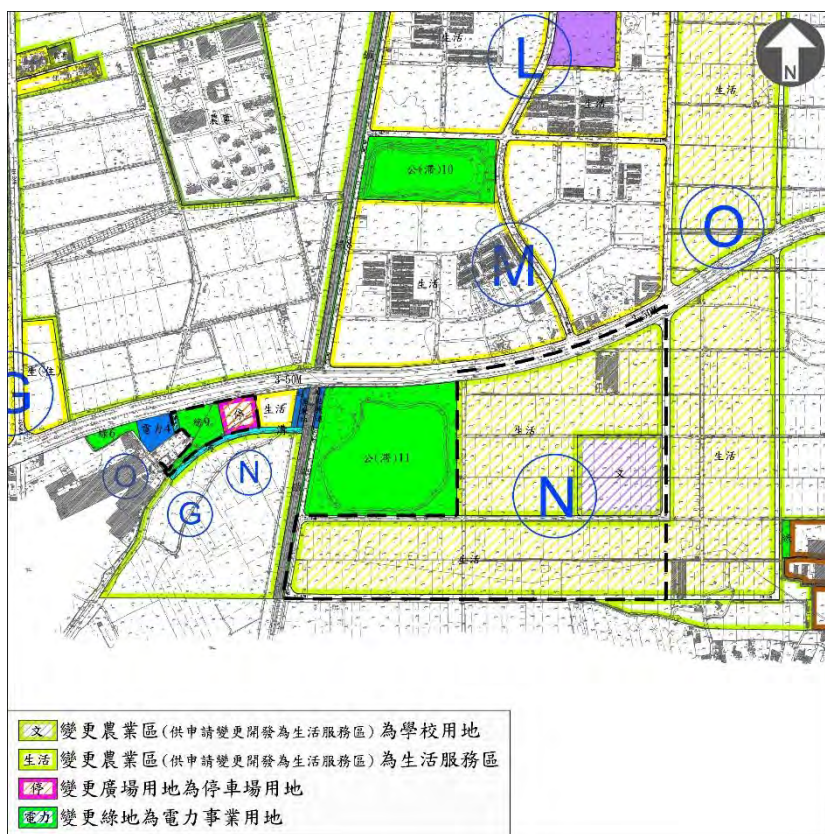 L
N
生活
生活
生活
農專
公(滯)10
O
M
生活
3-50M
G
綠9
停
生活
綠6
電力4
溝
公(滯)11
生活
文
生活
O
N
G
N
生活
文 變更農業區(供申請變更開發為生活服務區)為學校用地
生活 變更農業區(供申請變更開發為生活服務區)為生活服務區
停 變更廣場用地為停車場用地
電力 變更綠地為電力事業用地